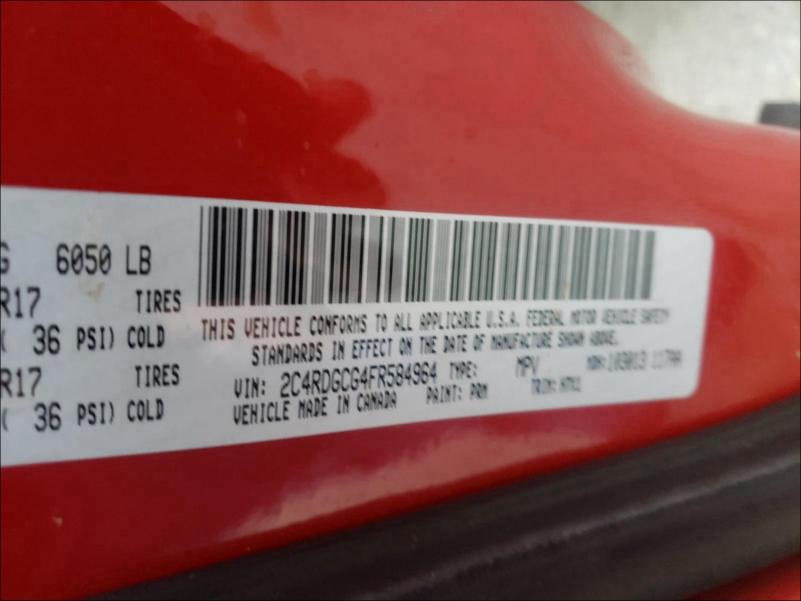 G 6050 LB
R17 TIRES
( 36 PSI) COLD
R17 TIRES
( 36 PSI) COLD
THIS VEHICLE CONFORMS TO ALL APPLICABLE U.S.A. FEDERAL MOTOR VEHICLE SAFETY
STANDARDS IN EFFECT ON THE DATE OF MANUFACTURE SHOWN ABOVE.
VIN: 2C4RDGCG4FR584964 TYPE: MPV MDH:
VEHICLE MADE IN CANADA PAINT: PRM TRIM: